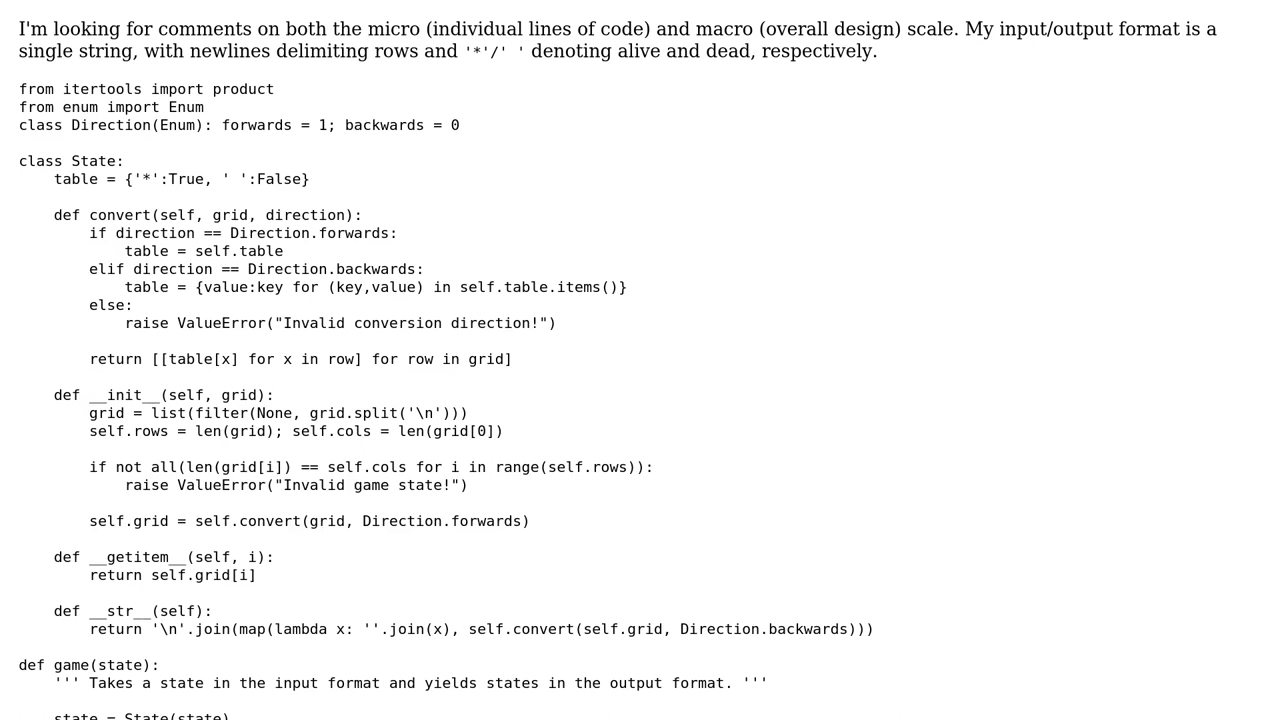 I'm looking for comments on both the micro (individual lines of code) and macro (overall design) scale. My input/output format is a
single string, with newlines delimiting rows and '*'/' ' denoting alive and dead, respectively.
from itertools import product
from enum import Enum
class Direction(Enum): forwards = 1; backwards = 0
class State:
    table = {'*':True, ' ':False}
    def convert(self, grid, direction):
        if direction == Direction.forwards:
            table = self.table
        elif direction == Direction.backwards:
            table = {value:key for (key,value) in self.table.items()}
        else:
            raise ValueError("Invalid conversion direction!")
        return [[table[x] for x in row] for row in grid]
    def __init__(self, grid):
        grid = list(filter(None, grid.split('\n')))
        self.rows = len(grid); self.cols = len(grid[0])
        if not all(len(grid[i]) == self.cols for i in range(self.rows)):
            raise ValueError("Invalid game state!")
        self.grid = self.convert(grid, Direction.forwards)
    def __getitem__(self, i):
        return self.grid[i]
    def __str__(self):
        return '\n'.join(map(lambda x: ''.join(x), self.convert(self.grid, Direction.backwards)))
def game(state):
    ''' Takes a state in the input format and yields states in the output format. '''
    state = State(state)